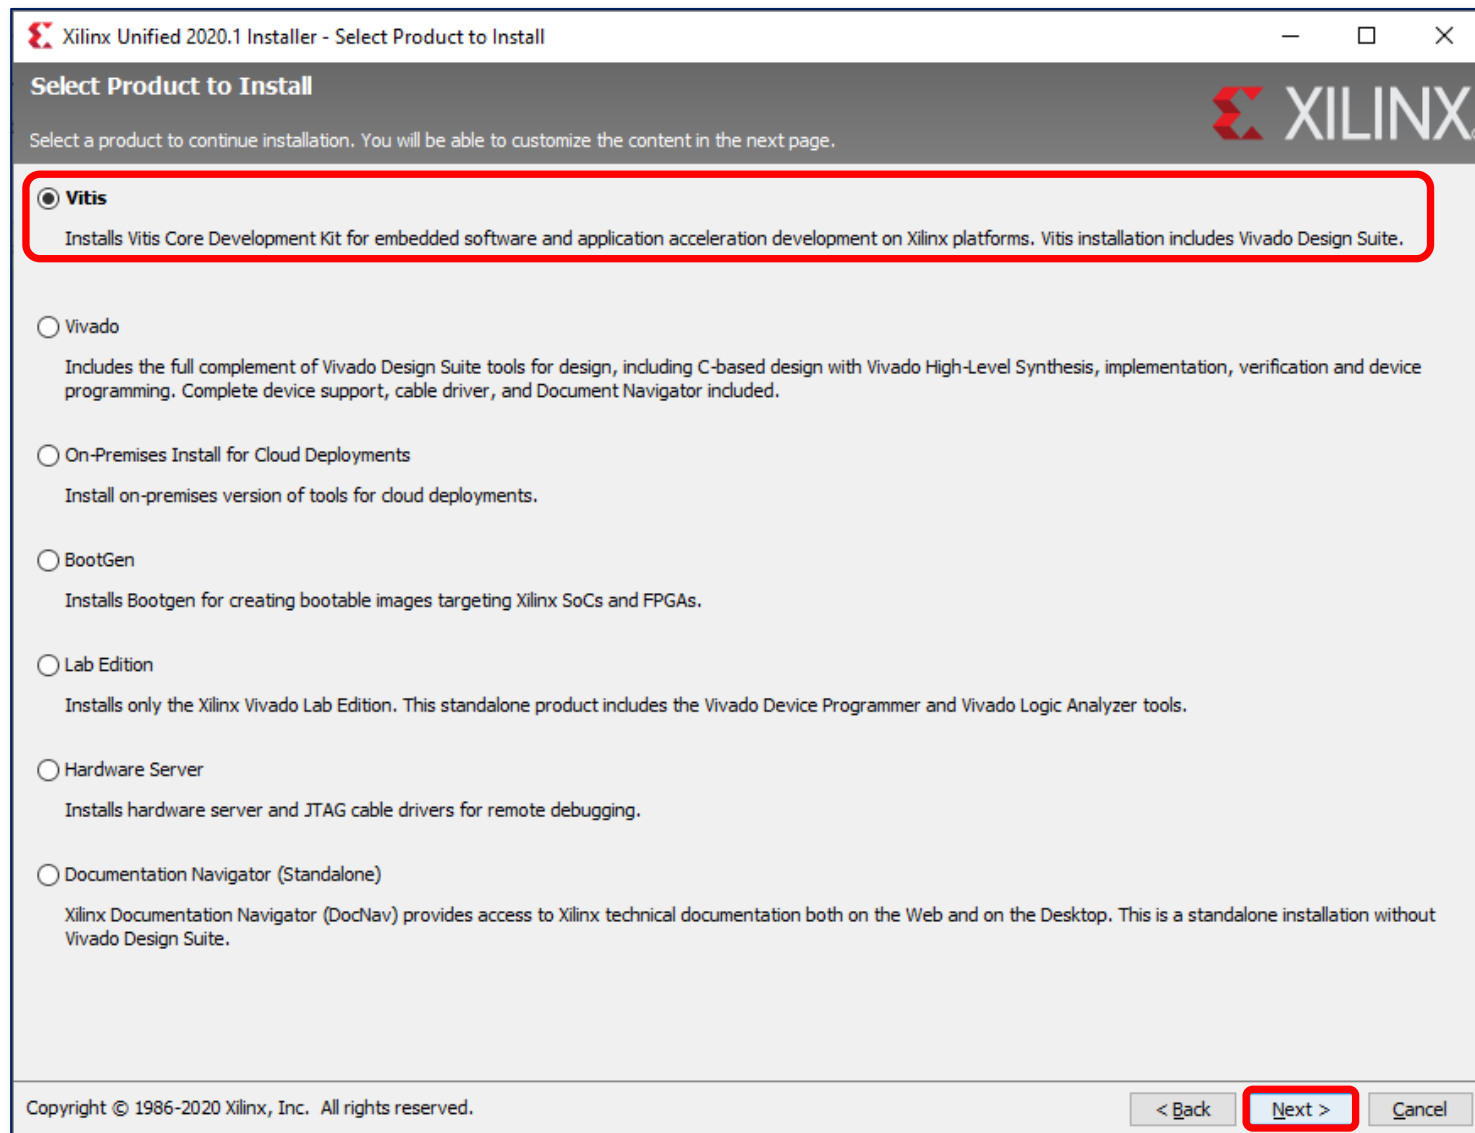 Xilinx Unified 2020.1 Installer - Select Product to Install
Select Product to Install
XILINX
Select a product to continue installation. You will be able to customize the content in the next page.
Vitis
Installs Vitis Core Development Kit for embedded software and application acceleration development on Xilinx platforms. Vitis installation includes Vivado Design Suite.
Vivado
Includes the full complement of Vivado Design Suite tools for design, including C-based design with Vivado High-Level Synthesis, implementation, verification and device
programming. Complete device support, cable driver, and Document Navigator included.
On-Premises Install for Cloud Deployments
Install on-premises version of tools for cloud deployments.
BootGen
Installs Bootgen for creating bootable images targeting Xilinx SoCs and FPGAs.
Lab Edition
Installs only the Xilinx Vivado Lab Edition. This standalone product includes the Vivado Device Programmer and Vivado Logic Analyzer tools.
Hardware Server
Installs hardware server and JTAG cable drivers for remote debugging.
Documentation Navigator (Standalone)
Xilinx Documentation Navigator (DocNav) provides access to Xilinx technical documentation both on the Web and on the Desktop. This is a standalone installation without
Vivado Design Suite.
Copyright © 1986-2020 Xilinx, Inc. All rights reserved.
< Back
Next >
Cancel